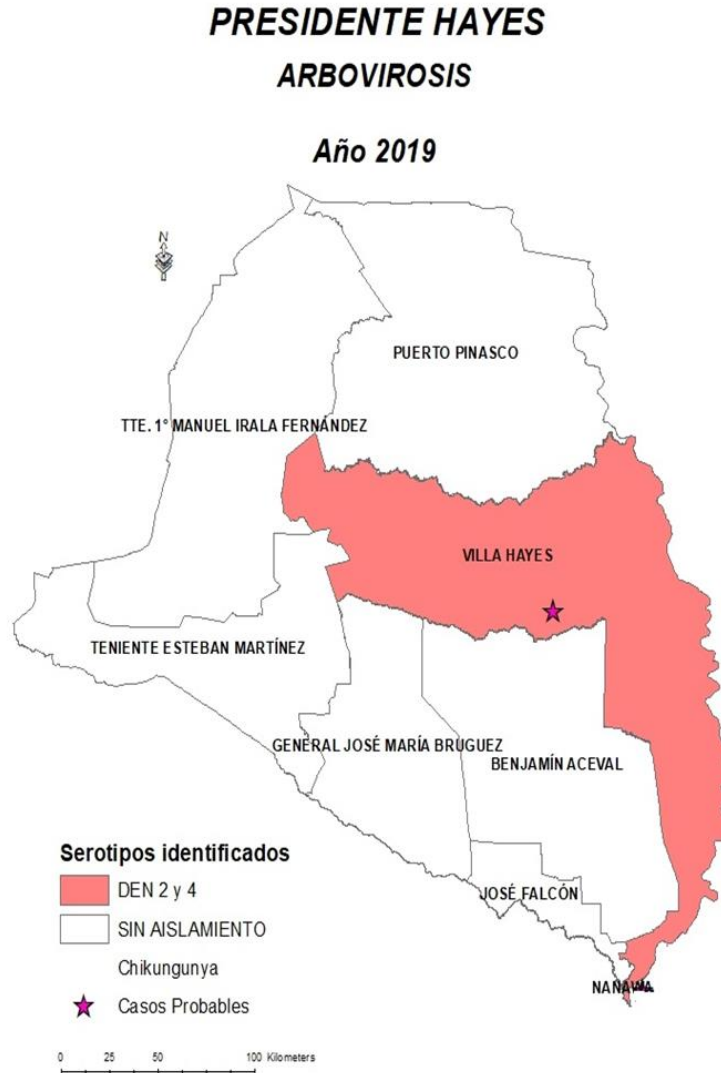 PRESIDENTE HAYES
ARBOVIROSIS
Año 2019
N
PUERTO PINASCO
TTE. 1° MANUEL IRALA FERNÁNDEZ
VILLA HAYES
TENIENTE ESTEBAN MARTÍNEZ
GENERAL JOSÉ MARÍA BRUGUEZ
BENJAMÍN ACEVAL
JOSÉ FALCÓN
NANAWA
Serotipos identificados
DEN 2 y 4
SIN AISLAMIENTO
Chikungunya
Casos Probables
0 25 50 100 Kilometers